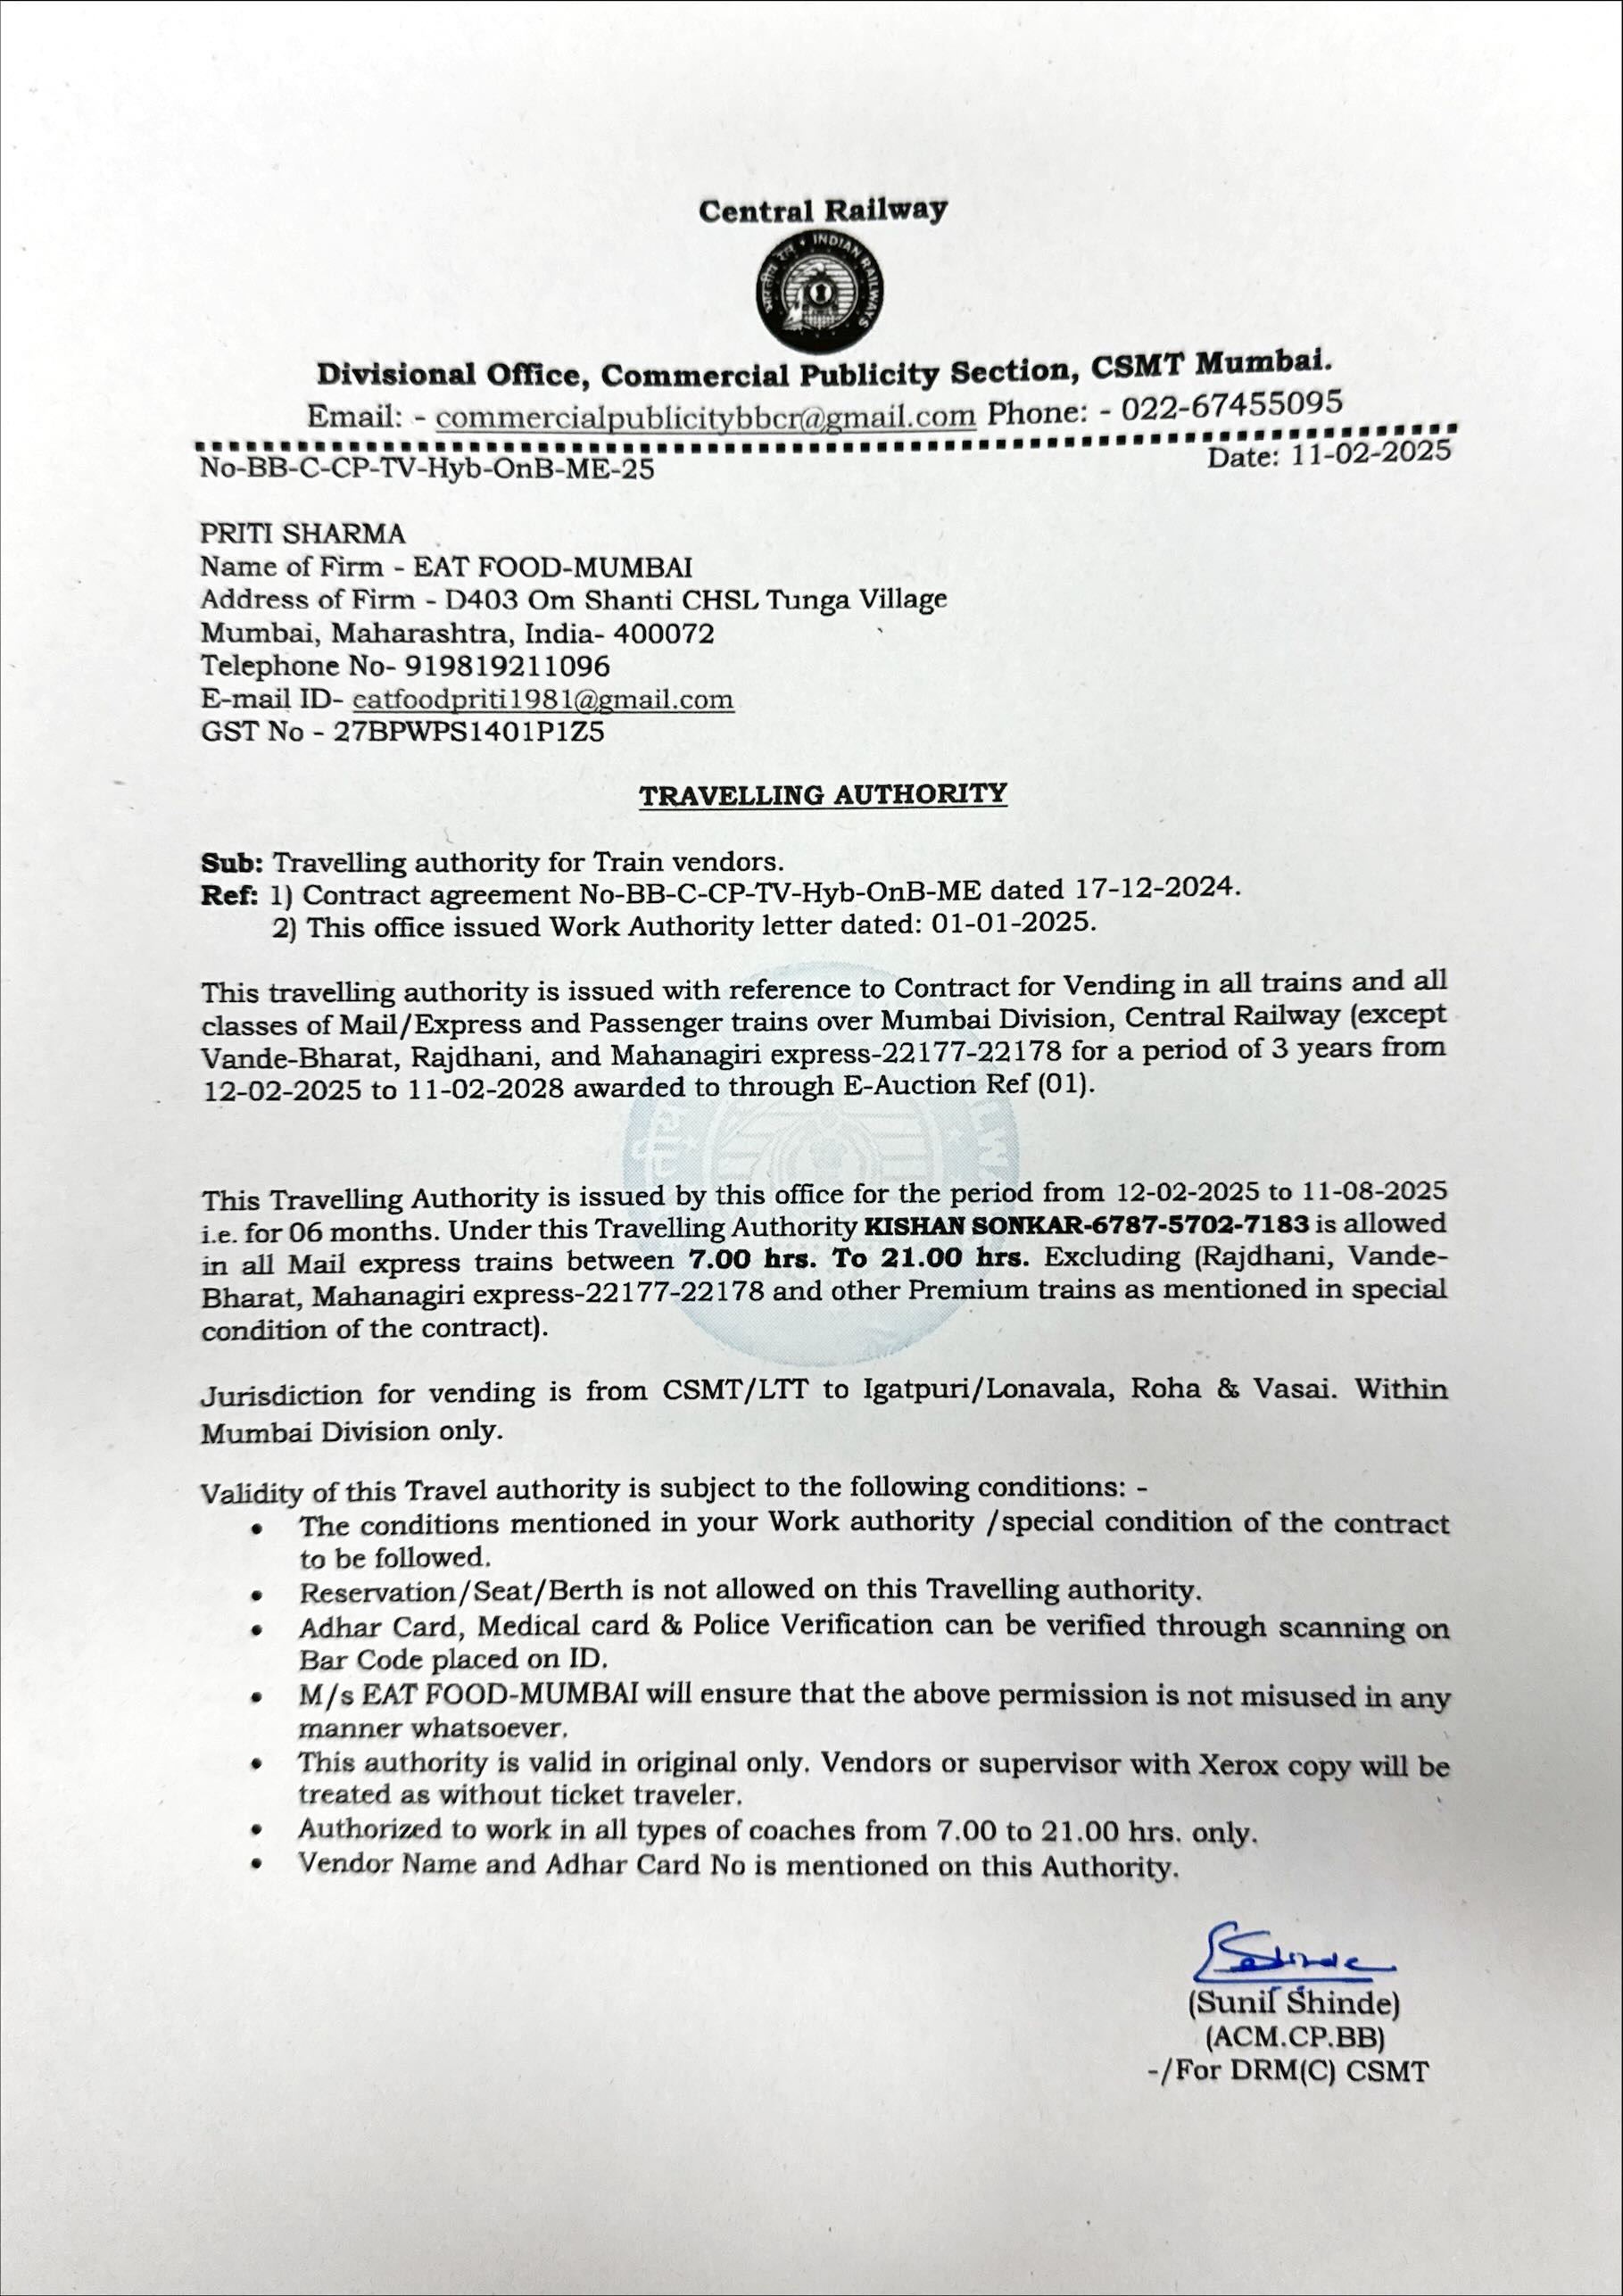 Central Railway
भारतीय रेल • INDIAN RAILWAYS
Divisional Office, Commercial Publicity Section, CSMT Mumbai.
Email: - commercialpublicitybbcr@gmail.com Phone: - 022-67455095
No-BB-C-CP-TV-Hyb-OnB-ME-25 Date: 11-02-2025
PRITI SHARMA
Name of Firm - EAT FOOD-MUMBAI
Address of Firm - D403 Om Shanti CHSL Tunga Village
Mumbai, Maharashtra, India- 400072
Telephone No- 919819211096
E-mail ID- eatfoodpriti1981@gmail.com
GST No - 27BPWPS1401P1Z5
TRAVELLING AUTHORITY
Sub: Travelling authority for Train vendors.
Ref: 1) Contract agreement No-BB-C-CP-TV-Hyb-OnB-ME dated 17-12-2024.
2) This office issued Work Authority letter dated: 01-01-2025.
This travelling authority is issued with reference to Contract for Vending in all trains and all
classes of Mail/Express and Passenger trains over Mumbai Division, Central Railway (except
Vande-Bharat, Rajdhani, and Mahanagiri express-22177-22178 for a period of 3 years from
12-02-2025 to 11-02-2028 awarded to through E-Auction Ref (01).
This Travelling Authority is issued by this office for the period from 12-02-2025 to 11-08-2025
i.e. for 06 months. Under this Travelling Authority KISHAN SONKAR-6787-5702-7183 is allowed
in all Mail express trains between 7.00 hrs. To 21.00 hrs. Excluding (Rajdhani, Vande-
Bharat, Mahanagiri express-22177-22178 and other Premium trains as mentioned in special
condition of the contract).
Jurisdiction for vending is from CSMT/LTT to Igatpuri/Lonavala, Roha & Vasai. Within
Mumbai Division only.
Validity of this Travel authority is subject to the following conditions: -
• The conditions mentioned in your Work authority /special condition of the contract
to be followed.
• Reservation/Seat/Berth is not allowed on this Travelling authority.
• Adhar Card, Medical card & Police Verification can be verified through scanning on
Bar Code placed on ID.
• M/s EAT FOOD-MUMBAI will ensure that the above permission is not misused in any
manner whatsoever.
• This authority is valid in original only. Vendors or supervisor with Xerox copy will be
treated as without ticket traveler.
• Authorized to work in all types of coaches from 7.00 to 21.00 hrs. only.
• Vendor Name and Adhar Card No is mentioned on this Authority.
SShinde
(Sunil Shinde)
(ACM.CP.BB)
-/For DRM(C) CSMT